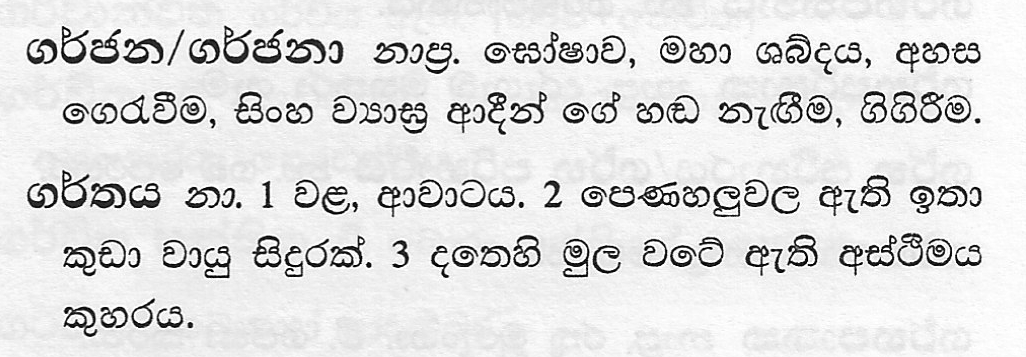 ගර්ජන/ගර්ජනා නාප්‍ර. ඝෝෂාව, මහා ශබ්දය, අහස
ගෙරැවීම, සිංහ ව්‍යාඝ්‍ර ආදීන් ගේ හඬ නැඟීම, ගිගිරීම.
ගර්තය නා. 1 වළ, ආවාටය. 2 පෙණහලුවල ඇති ඉතා
කුඩා වායු සිදුරක්. 3 දතෙහි මුල වටේ ඇති අස්ථිමය
කුහරය.